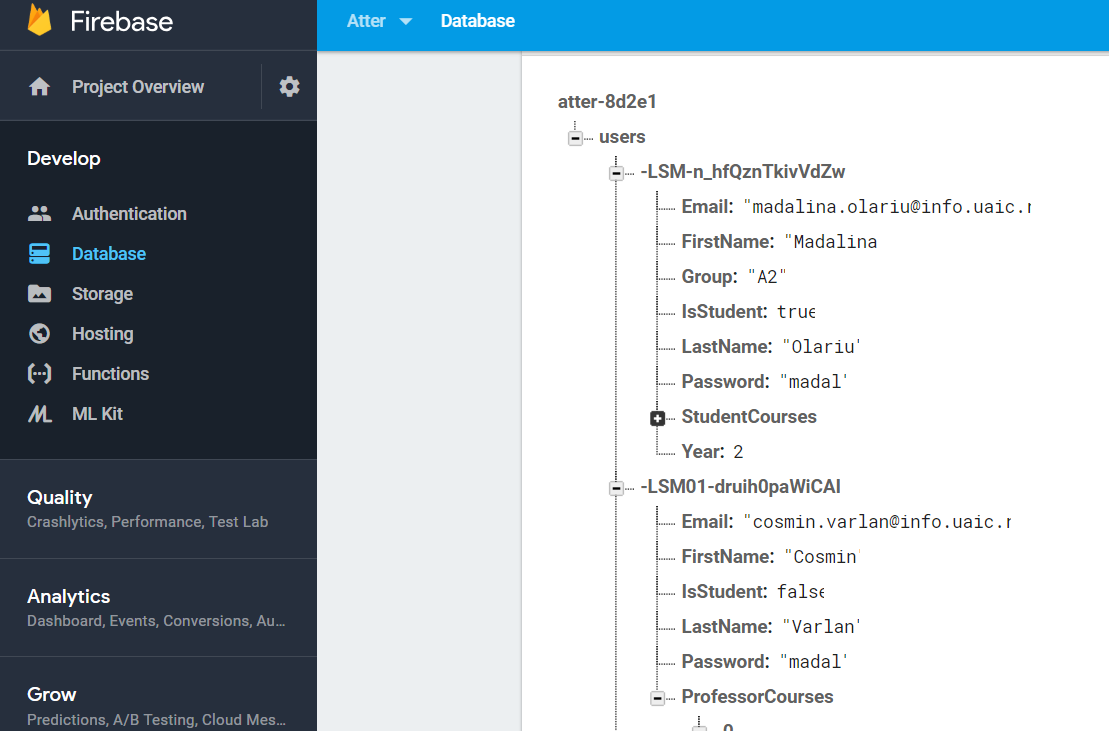 Firebase
Project Overview
Develop
Authentication
Database
Storage
Hosting
Functions
ML Kit
Quality
Crashlytics, Performance, Test Lab
Analytics
Dashboard, Events, Conversions, Au...
Grow
Predictions, A/B Testing, Cloud Mes...
Atter Database
atter-8d2e1
users
-LSM-n_hfQznTkivVdZw
Email: "madalina.olariu@info.uaic.r
FirstName: "Madalina
Group: "A2"
IsStudent: true
LastName: "Olariu'
Password: "madal'
StudentCourses
Year: 2
-LSM01-druih0paWiCAI
Email: "cosmin.varlan@info.uaic.r
FirstName: "Cosmin'
IsStudent: false
LastName: "Varlan'
Password: "madal'
ProfessorCourses
0